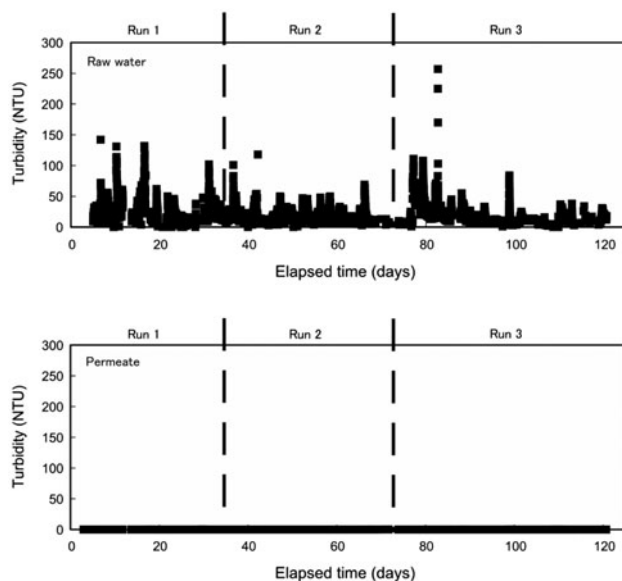 Run 1 Run 2 Run 3
300
Raw water
250
200
150
100
50
0
Turbidity (NTU)
0 20 40 60 80 100 120
Elapsed time (days)
Run 1 Run 2 Run 3
300
Permeate
250
200
150
100
50
0
Turbidity (NTU)
0 20 40 60 80 100 120
Elapsed time (days)